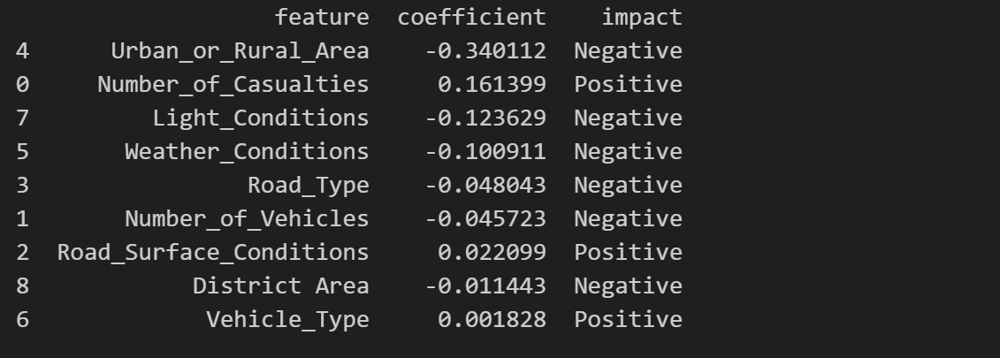 feature coefficient impact
4 Urban_or_Rural_Area -0.340112 Negative
0 Number_of_Casualties 0.161399 Positive
7 Light_Conditions -0.123629 Negative
5 Weather_Conditions -0.100911 Negative
3 Road_Type -0.048043 Negative
1 Number_of_Vehicles -0.045723 Negative
2 Road_Surface_Conditions 0.022099 Positive
8 District Area -0.011443 Negative
6 Vehicle_Type 0.001828 Positive